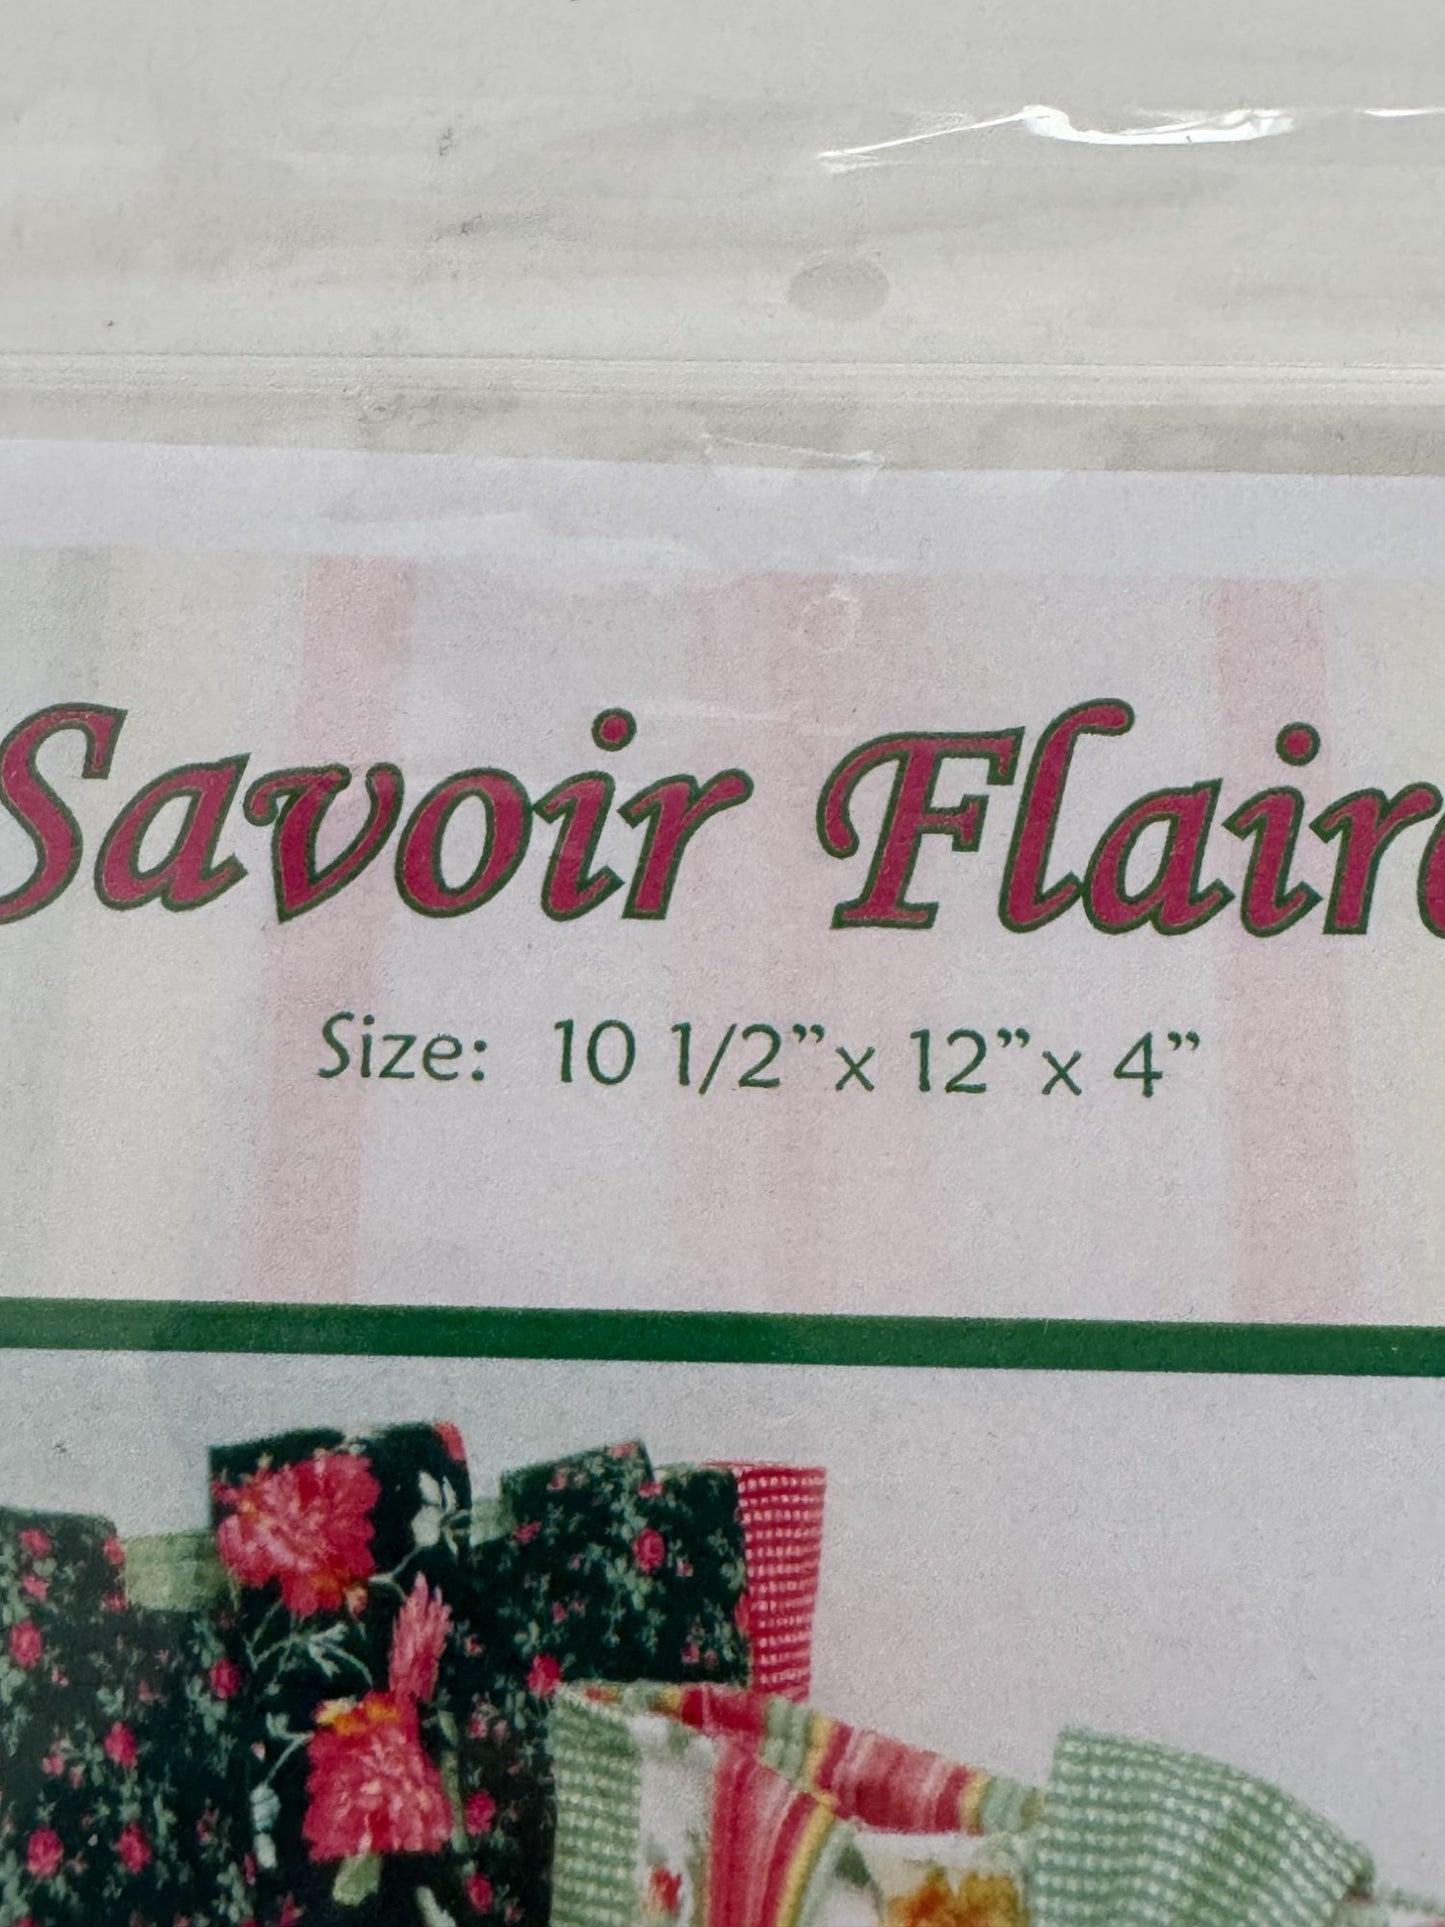 Savoir Flair
Size: 10 1/2”x 12”x 4”